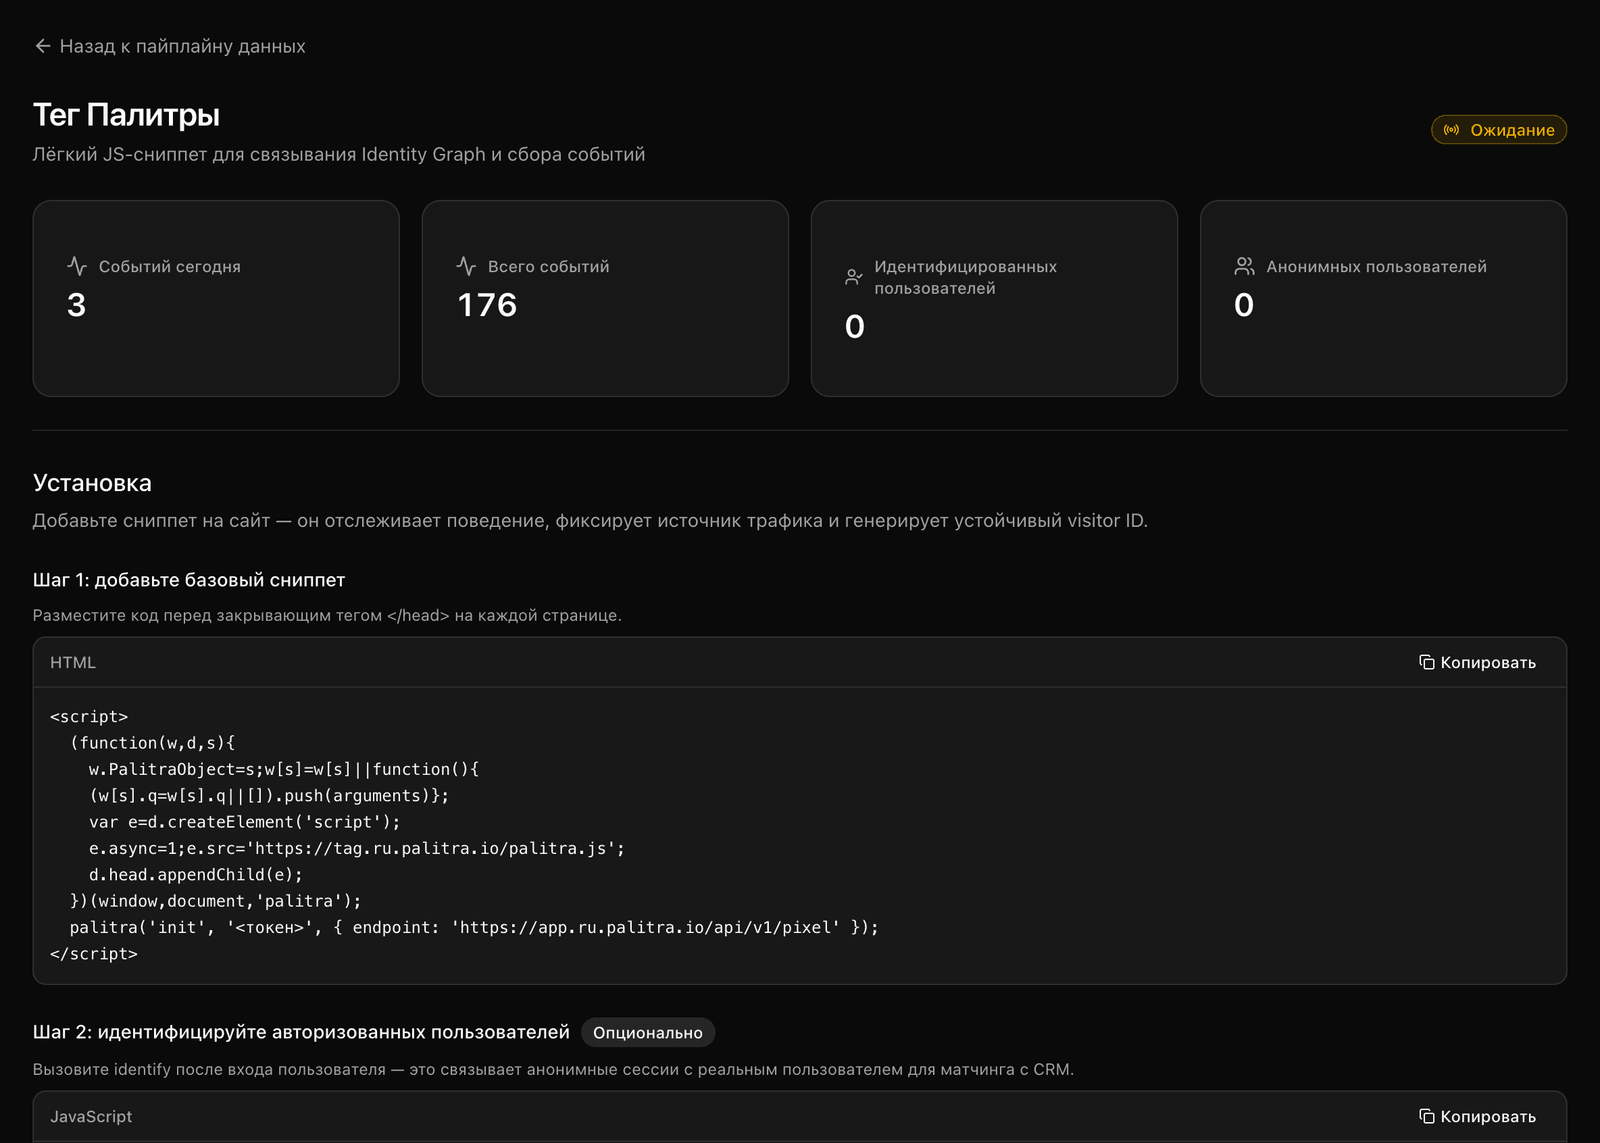 Назад к пайплайну данных
Тег Палитры
Ожидание
Лёгкий JS-сниппет для связывания Identity Graph и сбора событий
Событий сегодня
3
Всего событий
176
Идентифицированных
пользователей
0
Анонимных пользователей
0
Установка
Добавьте сниппет на сайт — он отслеживает поведение, фиксирует источник трафика и генерирует устойчивый visitor ID.
Шаг 1: добавьте базовый сниппет
Разместите код перед закрывающим тегом </head> на каждой странице.
HTML
Копировать
<script>
  (function(w,d,s){
    w.PalitraObject=s;w[s]=w[s]||function(){
    (w[s].q=w[s].q||[]).push(arguments)};
    var e=d.createElement('script');
    e.async=1;e.src='https://tag.ru.palitra.io/palitra.js';
    d.head.appendChild(e);
  })(window,document,'palitra');
  palitra('init', '<токен>', { endpoint: 'https://app.ru.palitra.io/api/v1/pixel' });
</script>
Шаг 2: идентифицируйте авторизованных пользователей
Опционально
Вызовите identify после входа пользователя — это связывает анонимные сессии с реальным пользователем для матчинга с CRM.
JavaScript
Копировать